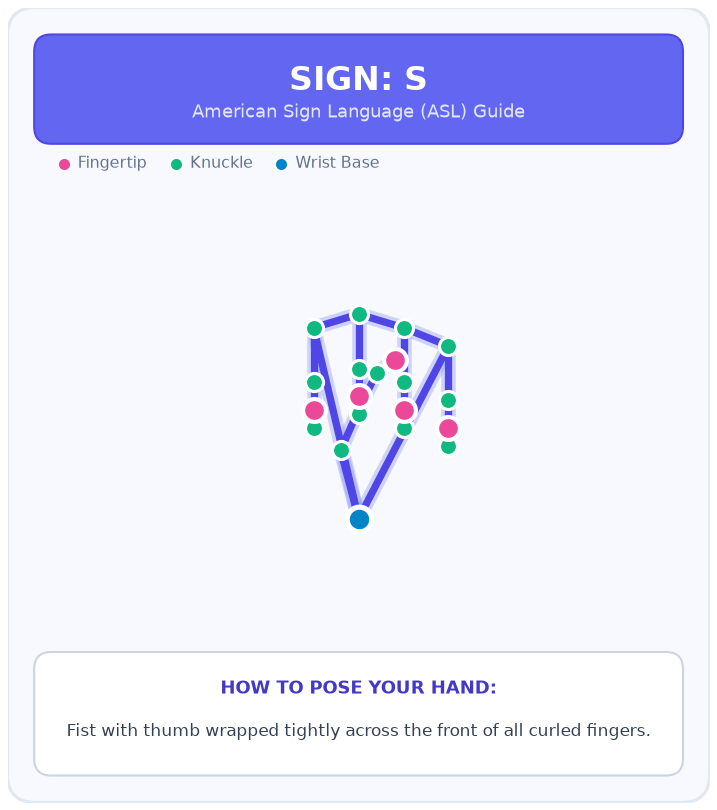 SIGN: S
American Sign Language (ASL) Guide
Fingertip Knuckle Wrist Base
HOW TO POSE YOUR HAND:
Fist with thumb wrapped tightly across the front of all curled fingers.